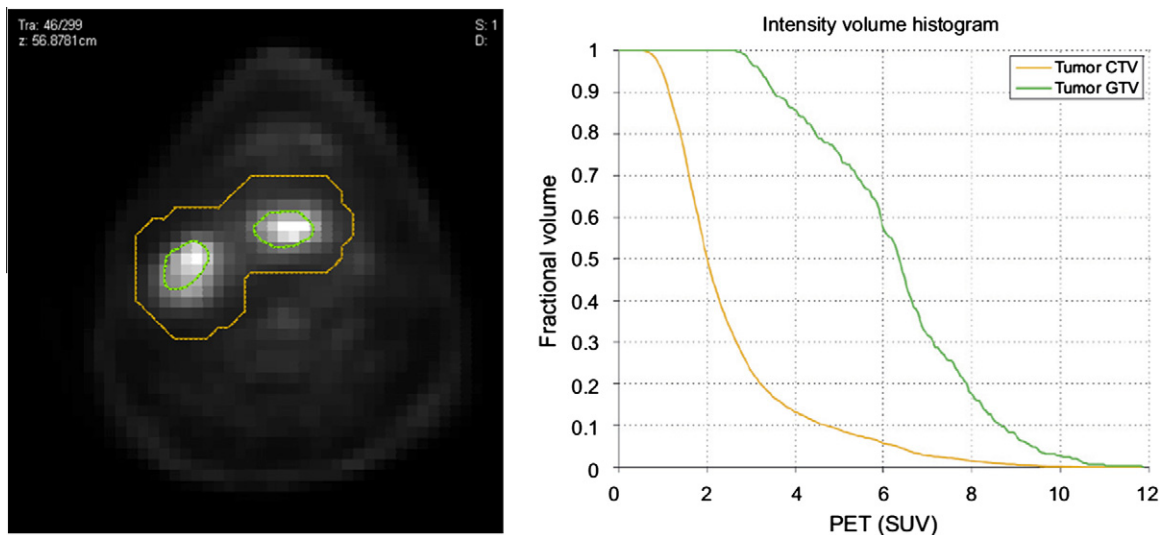 Tra: 46/299
z: 56.8781cm
S: 1
D:
Intensity volume histogram
Tumor CTV
Tumor GTV
Fractional volume
1
0.9
0.8
0.7
0.6
0.5
0.4
0.3
0.2
0.1
0
0 2 4 6 8 10 12
PET (SUV)